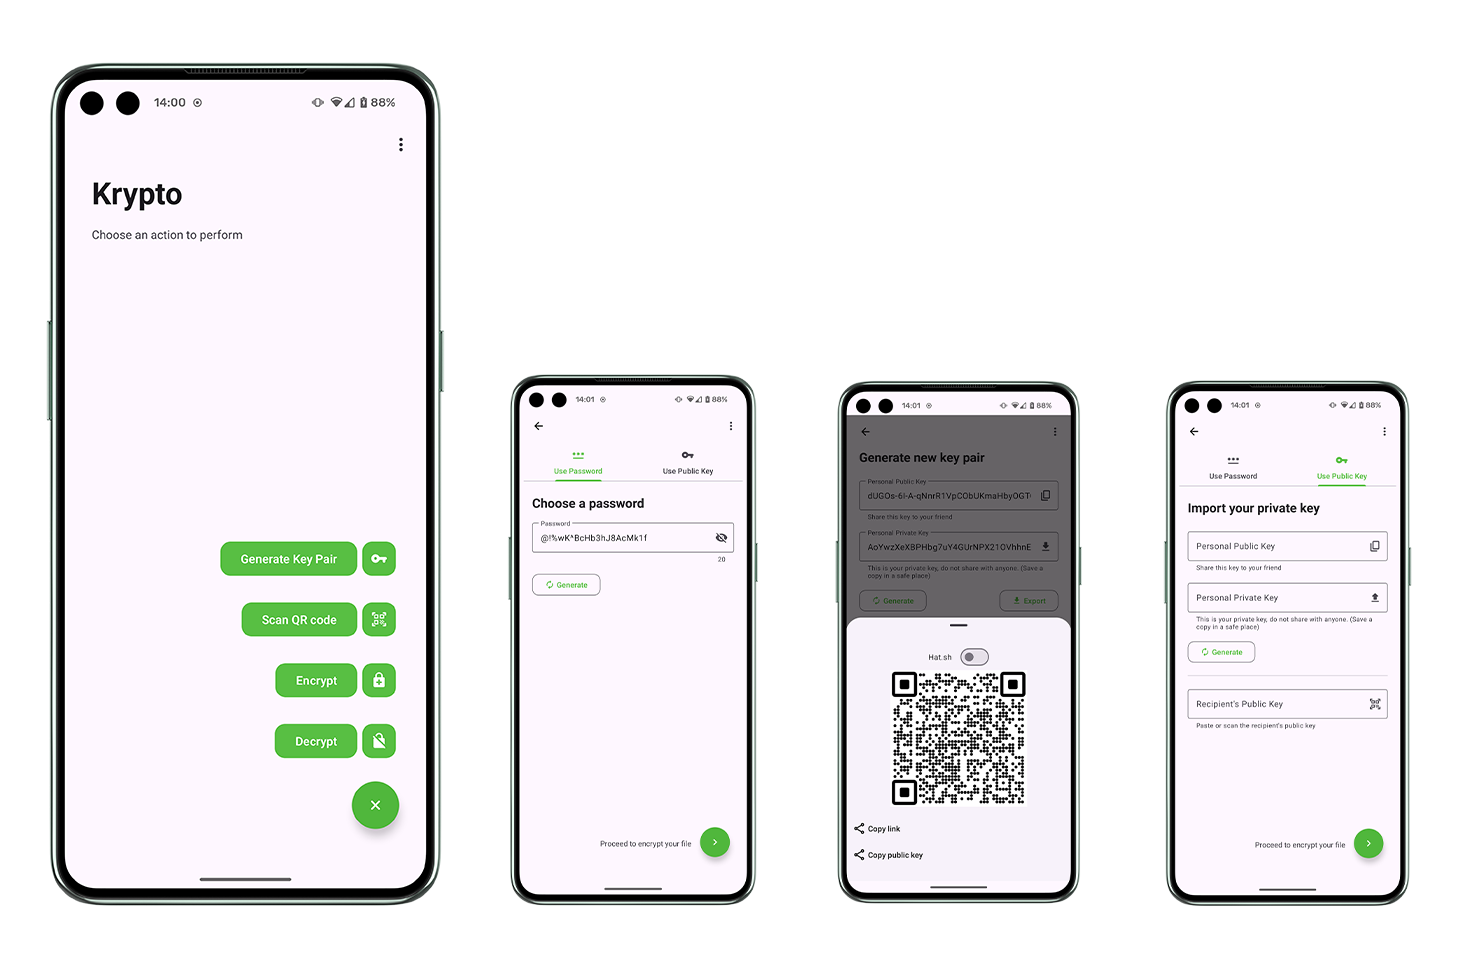 14:00
88%
Krypto
Choose an action to perform
Generate Key Pair
Scan QR code
Encrypt
Decrypt
14:01
88%
Use Password
Use Public Key
Choose a password
Password
@!%wK^BcHb3hJ8AcMk1f
20
Generate
Proceed to encrypt your file
14:01
88%
Generate new key pair
Personal Public Key
dUGOs-6I-A-qNnrR1VpCObUKmaHbyOGT
Share this key to your friend
Personal Private Key
AoYwzXeXBPHbg7uY4GUrNPX21OVhhnE
This is your private key, do not share with anyone. (Save a
copy in a safe place)
Generate
Export
Hat.sh
Copy link
Copy public key
14:01
88%
Use Password
Use Public Key
Import your private key
Personal Public Key
Share this key to your friend
Personal Private Key
This is your private key, do not share with anyone. (Save a
copy in a safe place)
Generate
Recipient's Public Key
Paste or scan the recipient's public key
Proceed to encrypt your file